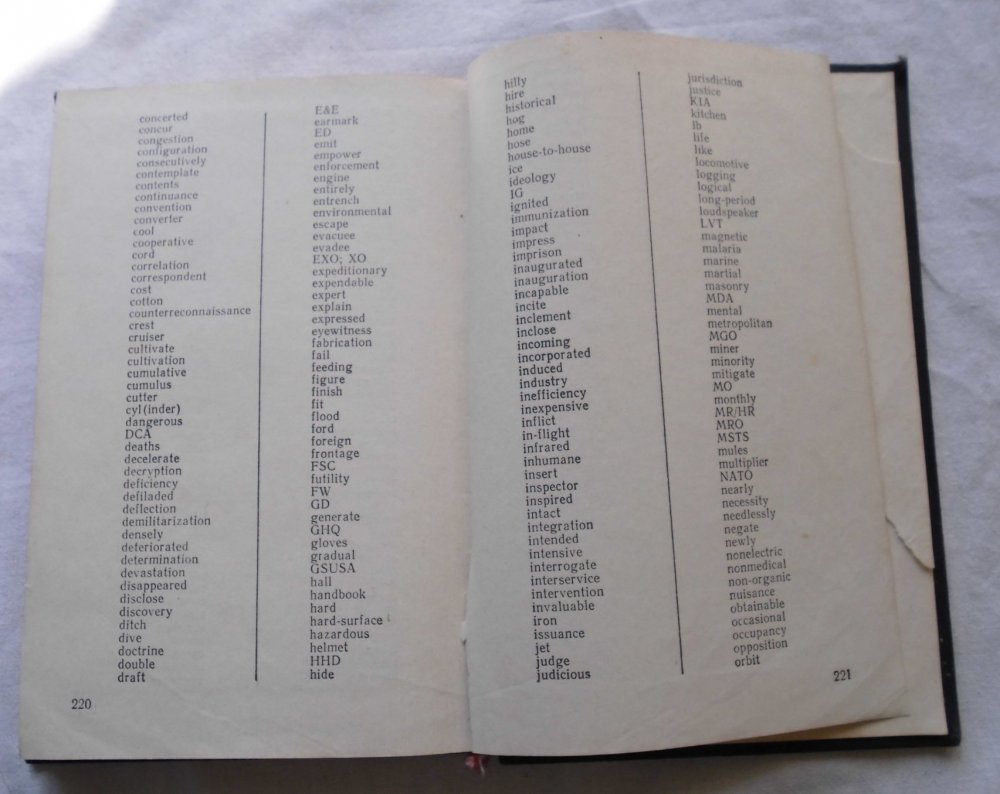 concerted
concur
congestion
configuration
consecutively
contemplate
contents
continuance
convention
converter
cool
cooperative
cord
correlation
correspondent
cost
cotton
counterreconnaissance
crest
cruiser
cultivate
cultivation
cumulative
cumulus
cutter
cyl(inder)
dangerous
DCA
deaths
decelerate
decryption
deficiency
defiladed
deflection
demilitarization
densely
deteriorated
determination
devastation
disappeared
disclose
discovery
ditch
dive
doctrine
double
draft
E&E
earmark
ED
emit
empower
enforcement
engine
entirely
entrench
environmental
escape
evacuee
evadee
EXO; XO
expeditionary
expendable
expert
explain
expressed
eyewitness
fabrication
fail
feeding
figure
finish
fit
flood
ford
foreign
frontage
FSC
futility
FW
GD
generate
GHQ
gloves
gradual
GSUSA
hall
handbook
hard
hard-surface
hazardous
helmet
HHD
hide
220
hilly
hire
historical
hog
home
hose
house-to-house
ice
ideology
IG
ignited
immunization
impact
impress
imprison
inaugurated
inauguration
incapable
incite
inclement
inclose
incoming
incorporated
induced
industry
inefficiency
inexpensive
inflict
in-flight
infrared
inhumane
insert
inspector
inspired
intact
integration
intended
intensive
interrogate
interservice
intervention
invaluable
iron
issuance
jet
judge
judicious
jurisdiction
justice
KIA
kitchen
lb
life
like
locomotive
logging
logical
long-period
loudspeaker
LVT
magnetic
malaria
marine
martial
masonry
MDA
mental
metropolitan
MGO
miner
minority
mitigate
MO
monthly
MR/HR
MRO
MSTS
mules
multiplier
NATO
nearly
necessity
needlessly
negate
newly
nonelectric
nonmedical
non-organic
nuisance
obtainable
occasional
occupancy
opposition
orbit
221